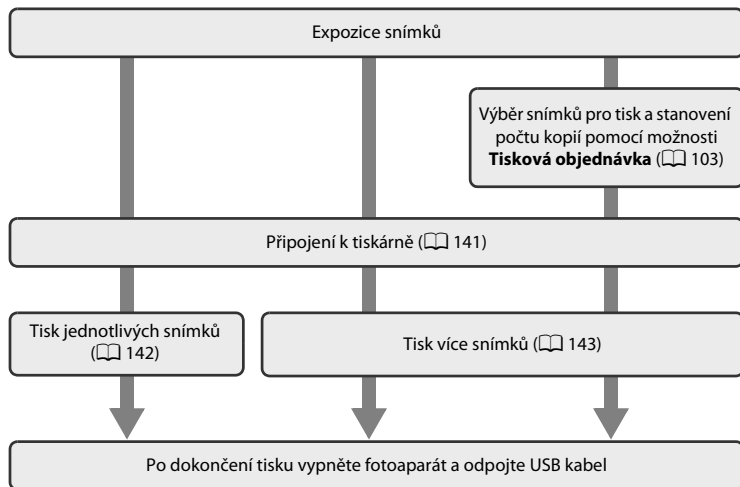 Expozice snímků
Výběr snímků pro tisk a stanovení
počtu kopií pomocí možnosti
Tisková objednávka (📖 103)
Připojení k tiskárně (📖 141)
Tisk jednotlivých snímků
(📖 142)
Tisk více snímků (📖 143)
Po dokončení tisku vypněte fotoaparát a odpojte USB kabel